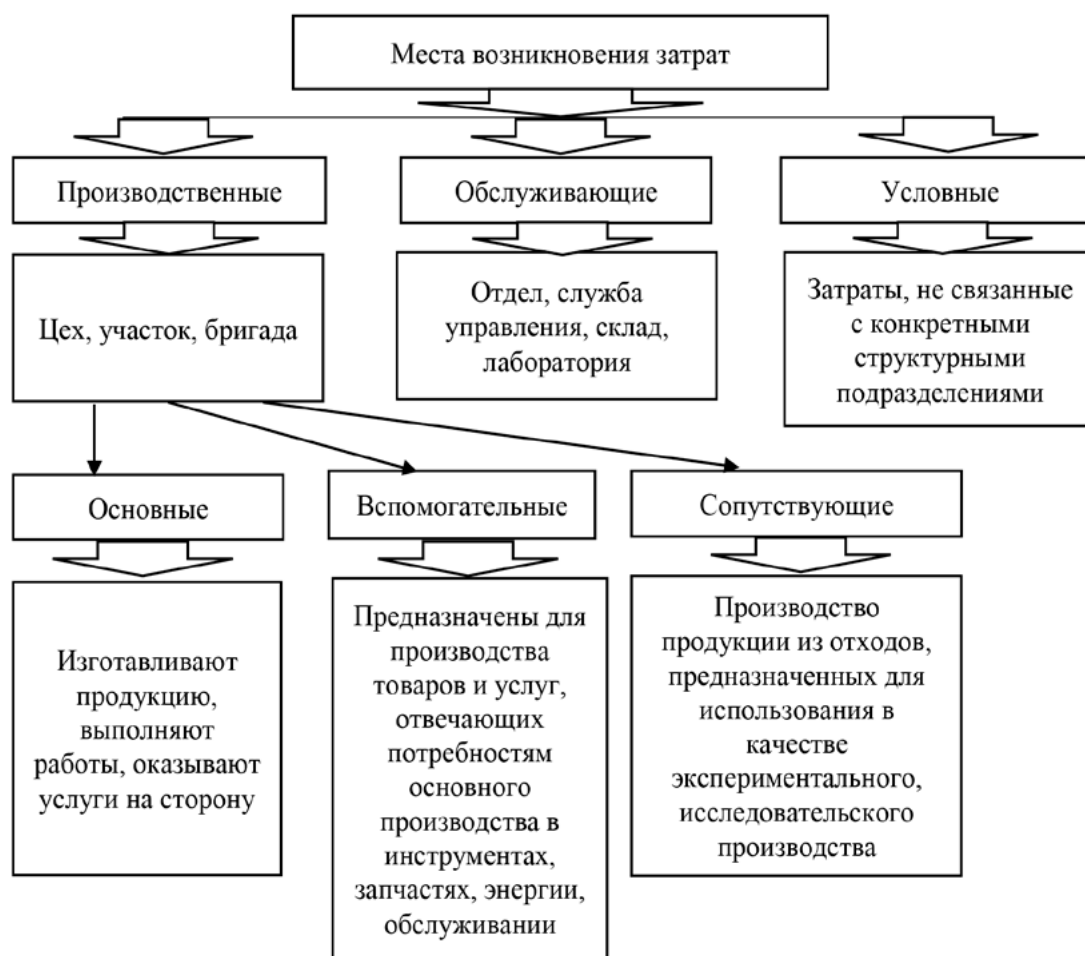 Места возникновения затрат
Производственные
Обслуживающие
Условные
Цех, участок, бригада
Отдел, служба
управления, склад,
лаборатория
Затраты, не связанные
с конкретными
структурными
подразделениями
Основные
Вспомогательные
Сопутствующие
Изготавливают
продукцию,
выполняют
работы, оказывают
услуги на сторону
Предназначены для
производства
товаров и услуг,
отвечающих
потребностям
основного
производства в
инструментах,
запчастях, энергии,
обслуживании
Производство
продукции из отходов,
предназначенных для
использования в
качестве
экспериментального,
исследовательского
производства